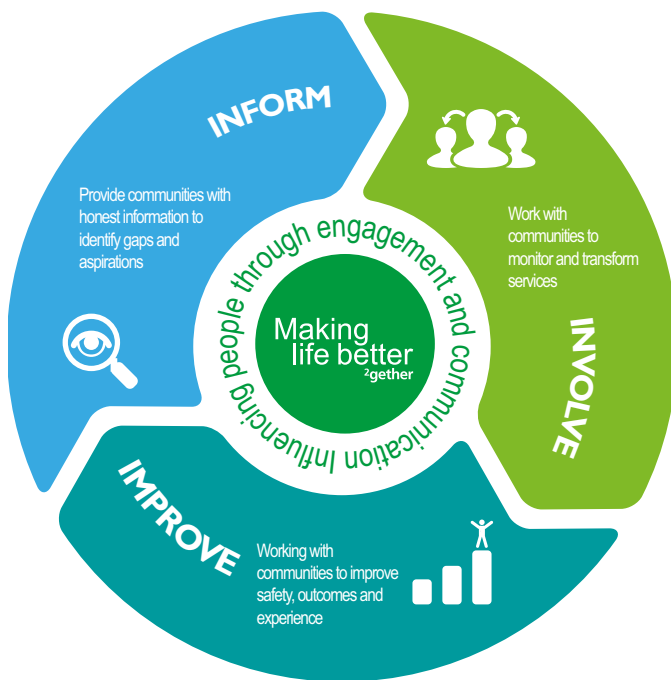 INFORM
Provide communities with
honest information to
identify gaps and
aspirations
Work with
communities to
monitor and transform
services
INVOLVE
IMPROVE
Working with
communities to improve
safety, outcomes and
experience
Influencing people through engagement and communication
Making
life better
²gether